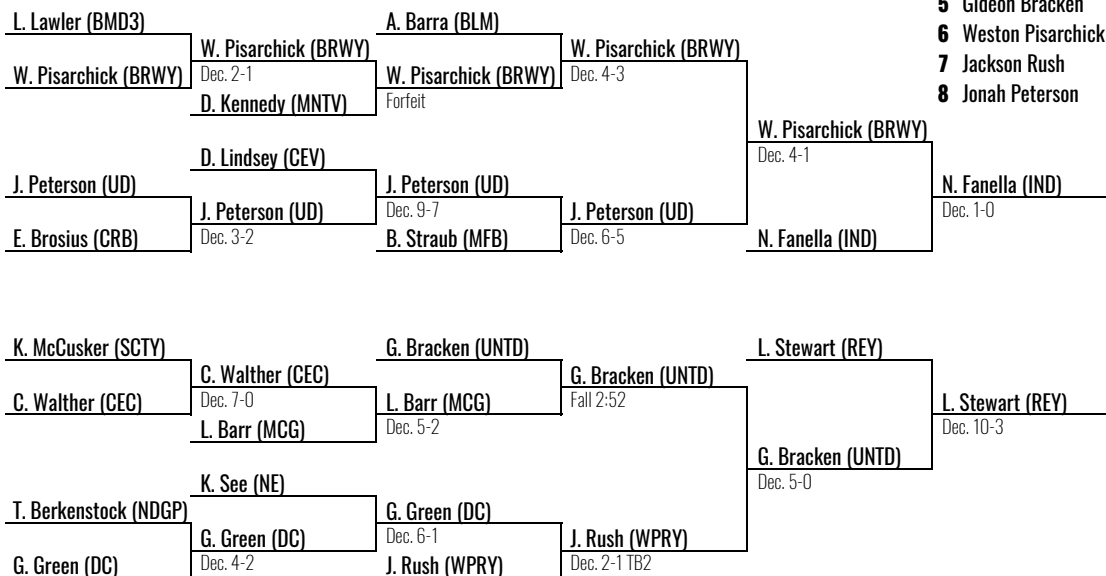 5 Gideon Bracken
6 Weston Pisarchick
7 Jackson Rush
8 Jonah Peterson
L. Lawler (BMD3)
W. Pisarchick (BRWY)
W. Pisarchick (BRWY)
Dec. 2-1
D. Kennedy (MNTV)
A. Barra (BLM)
W. Pisarchick (BRWY)
Forfeit
W. Pisarchick (BRWY)
Dec. 4-3
W. Pisarchick (BRWY)
Dec. 4-1
J. Peterson (UD)
E. Brosius (CRB)
D. Lindsey (CEV)
J. Peterson (UD)
Dec. 3-2
J. Peterson (UD)
Dec. 9-7
B. Straub (MFB)
J. Peterson (UD)
Dec. 6-5
N. Fanella (IND)
N. Fanella (IND)
Dec. 1-0
K. McCusker (SCTY)
C. Walther (CEC)
C. Walther (CEC)
Dec. 7-0
L. Barr (MCG)
G. Bracken (UNTD)
L. Barr (MCG)
Dec. 5-2
G. Bracken (UNTD)
Fall 2:52
L. Stewart (REY)
L. Stewart (REY)
Dec. 10-3
G. Bracken (UNTD)
Dec. 5-0
T. Berkenstock (NDGP)
G. Green (DC)
K. See (NE)
G. Green (DC)
Dec. 4-2
G. Green (DC)
Dec. 6-1
J. Rush (WPRY)
J. Rush (WPRY)
Dec. 2-1 TB2